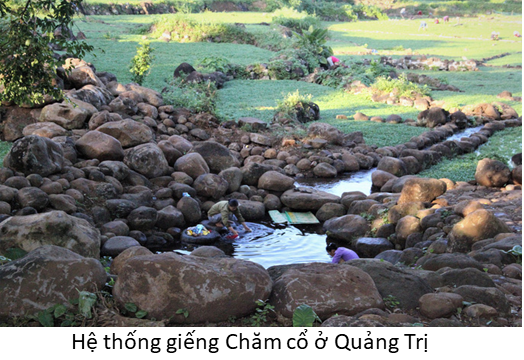 Hệ thống giếng Chăm cổ ở Quảng Trị